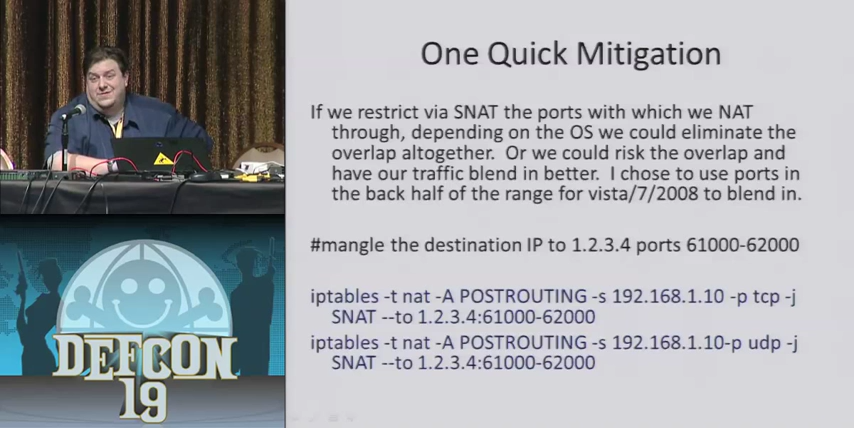 One Quick Mitigation
If we restrict via SNAT the ports with which we NAT
through, depending on the OS we could eliminate the
overlap altogether. Or we could risk the overlap and
have our traffic blend in better. I chose to use ports in
the back half of the range for vista/7/2008 to blend in.
#mangle the destination IP to 1.2.3.4 ports 61000-62000
iptables -t nat -A POSTROUTING -s 192.168.1.10 -p tcp -j
SNAT --to 1.2.3.4:61000-62000
iptables -t nat -A POSTROUTING -s 192.168.1.10-p udp -j
SNAT --to 1.2.3.4:61000-62000
DEFCON
19